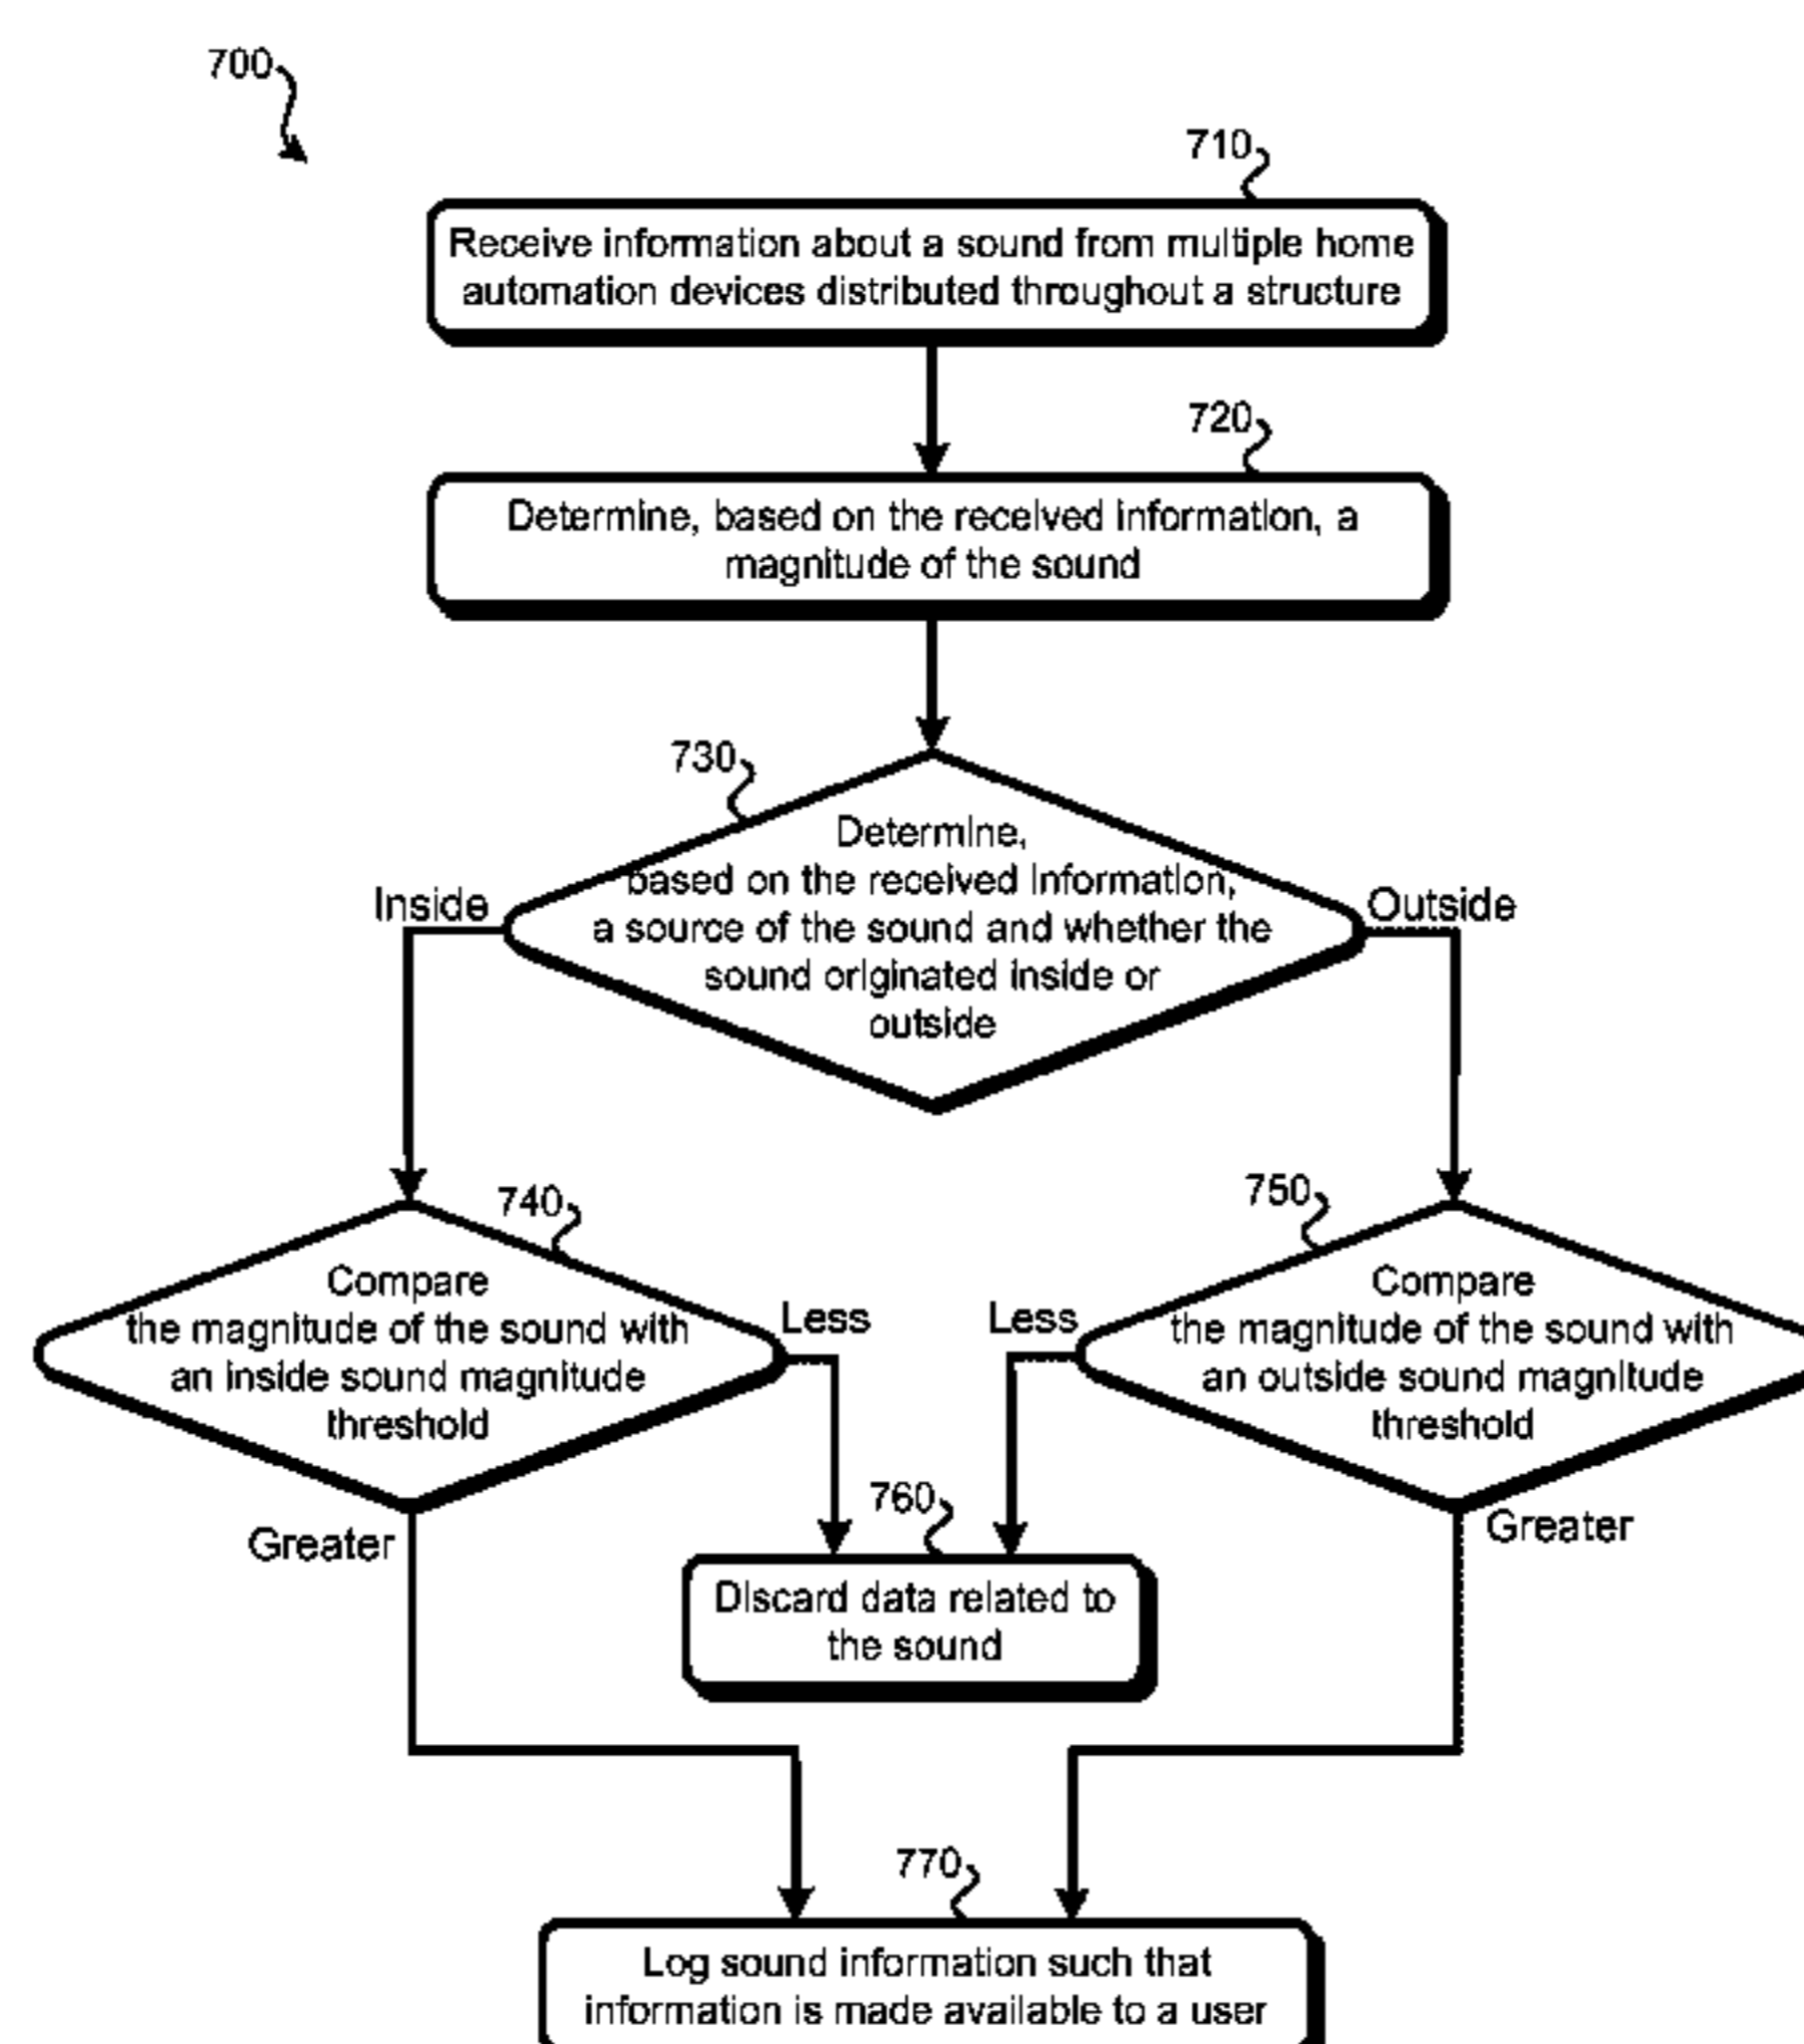 700
710
Receive information about a sound from multiple home
automation devices distributed throughout a structure
720
Determine, based on the received information, a
magnitude of the sound
730
Determine,
based on the received information,
a source of the sound and whether the
sound originated inside or
outside
Inside
Outside
740
Compare
the magnitude of the sound with
an inside sound magnitude
threshold
Less
Greater
750
Compare
the magnitude of the sound with
an outside sound magnitude
threshold
Less
Greater
760
Discard data related to
the sound
770
Log sound information such that
information is made available to a user